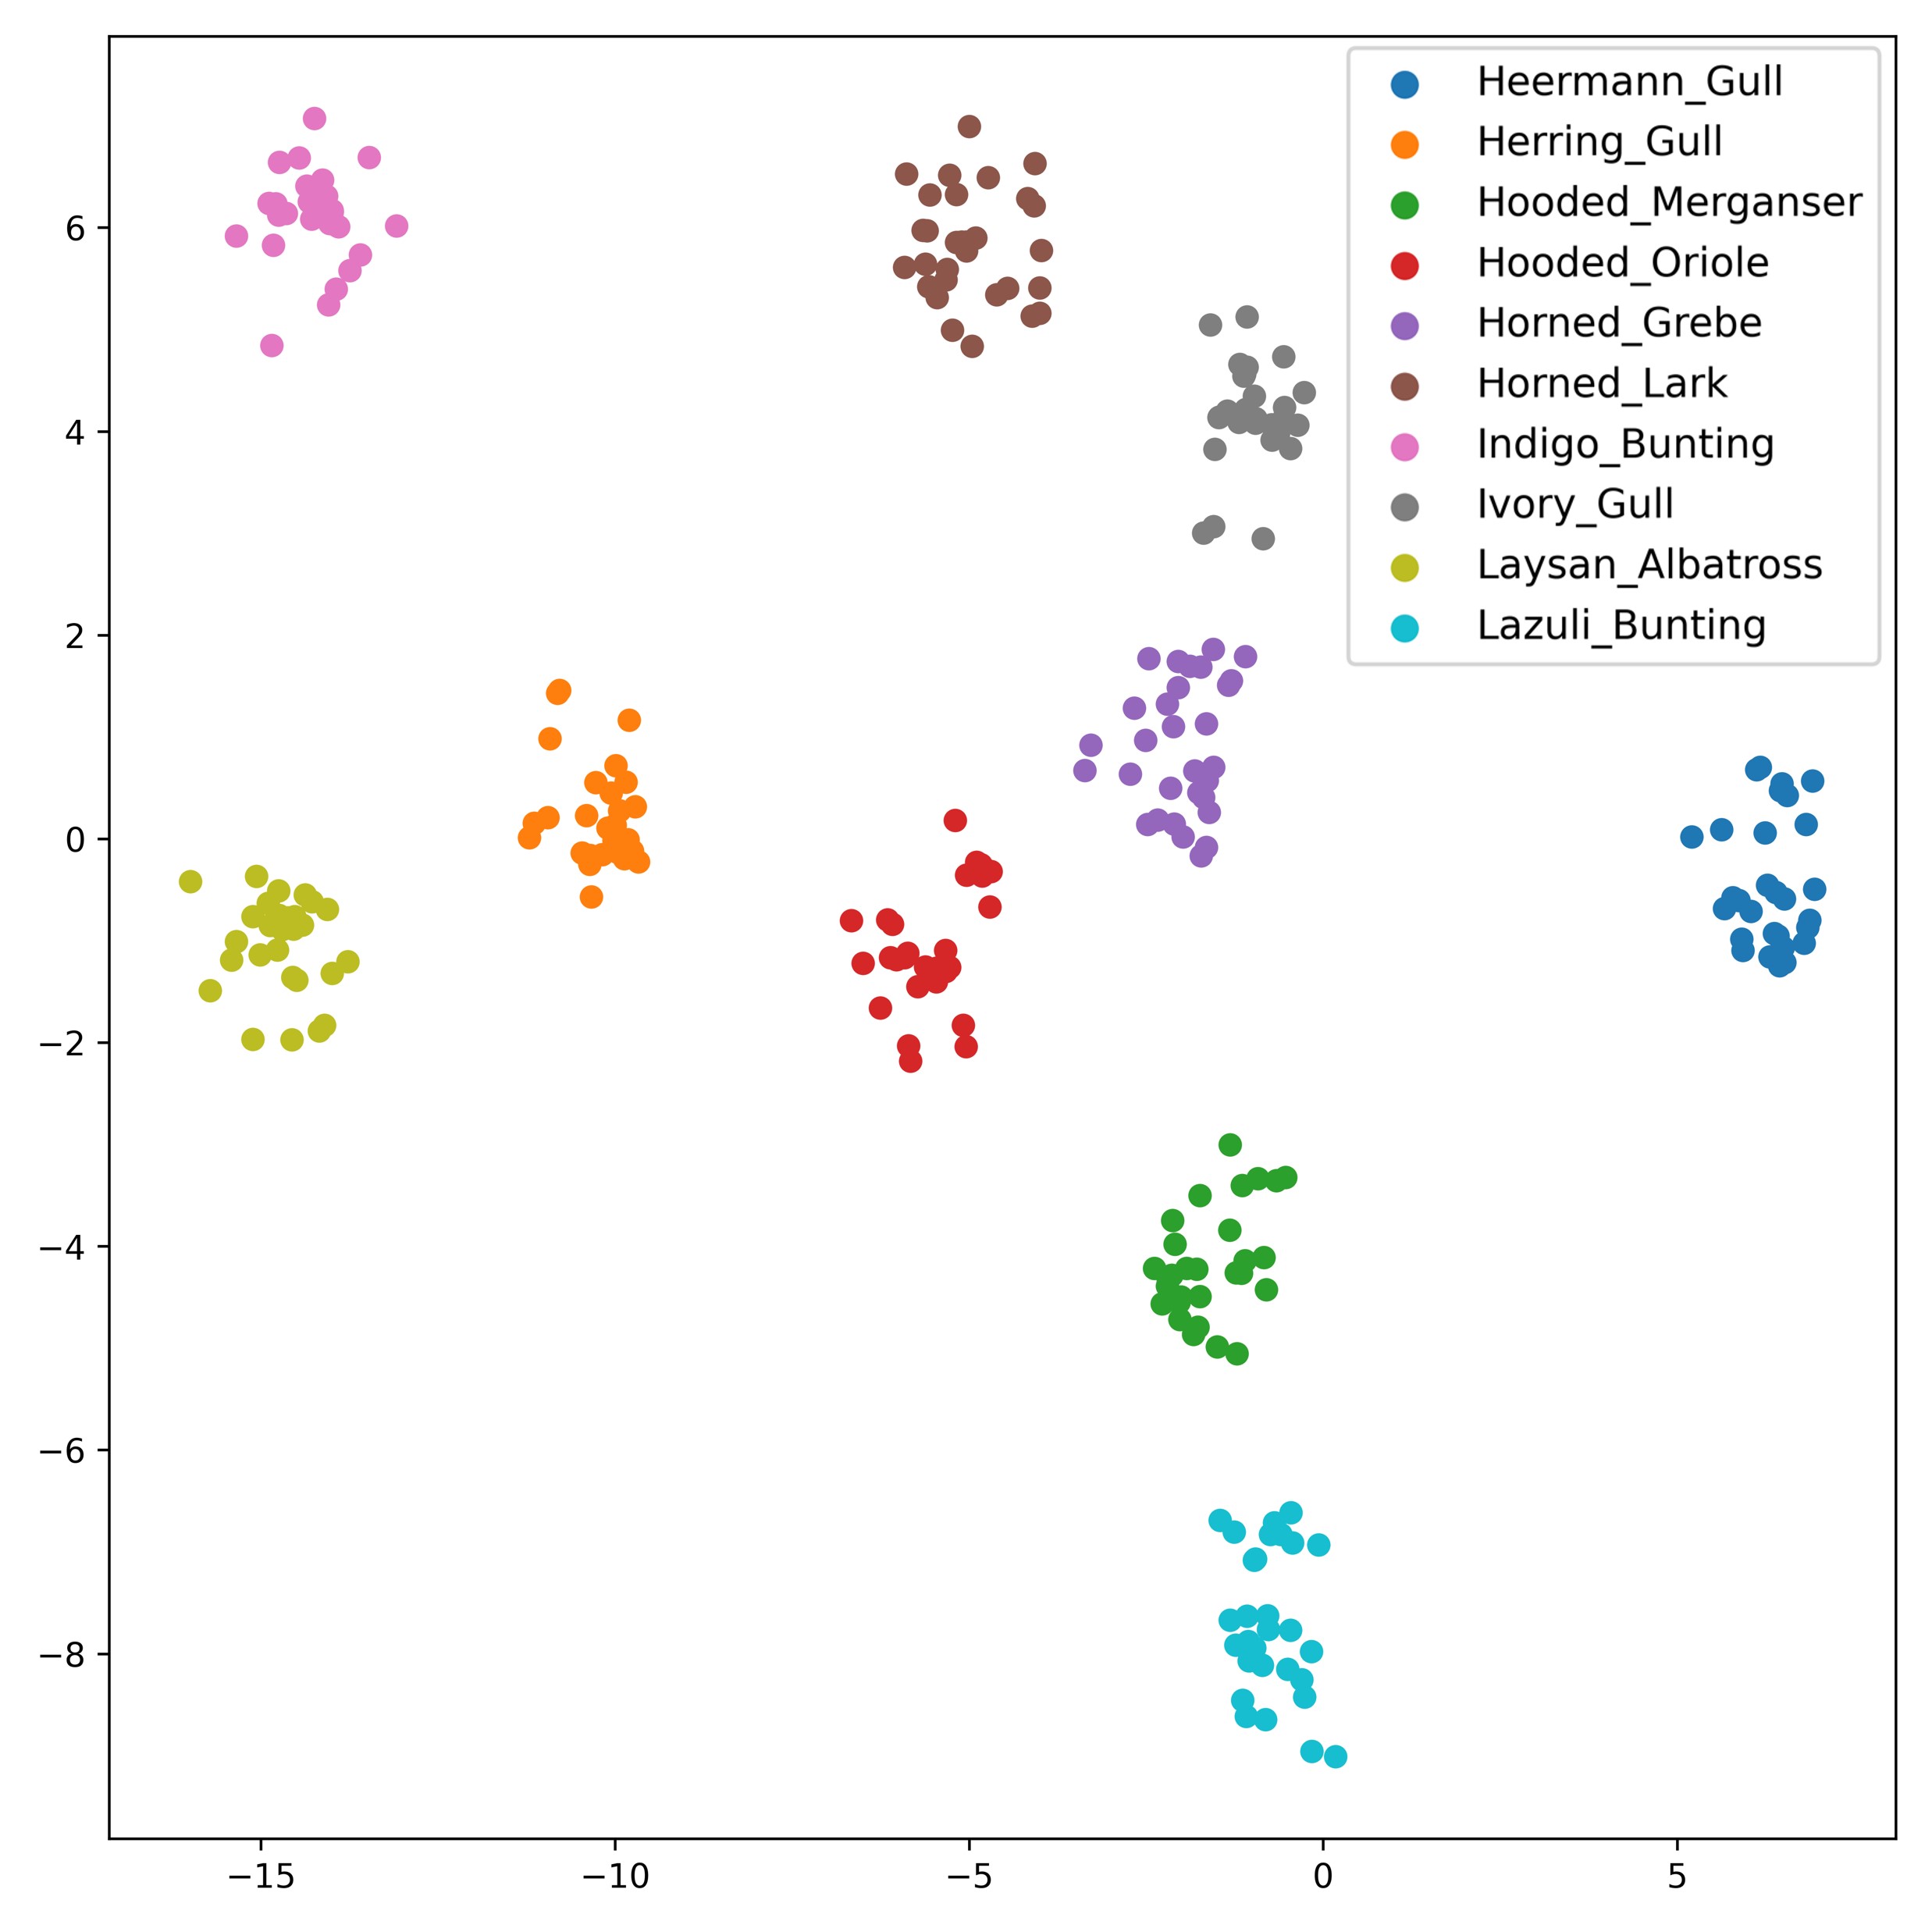 Heermann_Gull
Herring_Gull
Hooded_Merganser
Hooded_Oriole
Horned_Grebe
Horned_Lark
Indigo_Bunting
Ivory_Gull
Laysan_Albatross
Lazuli_Bunting
6
4
2
0
−2
−4
−6
−8
−15 −10 −5 0 5